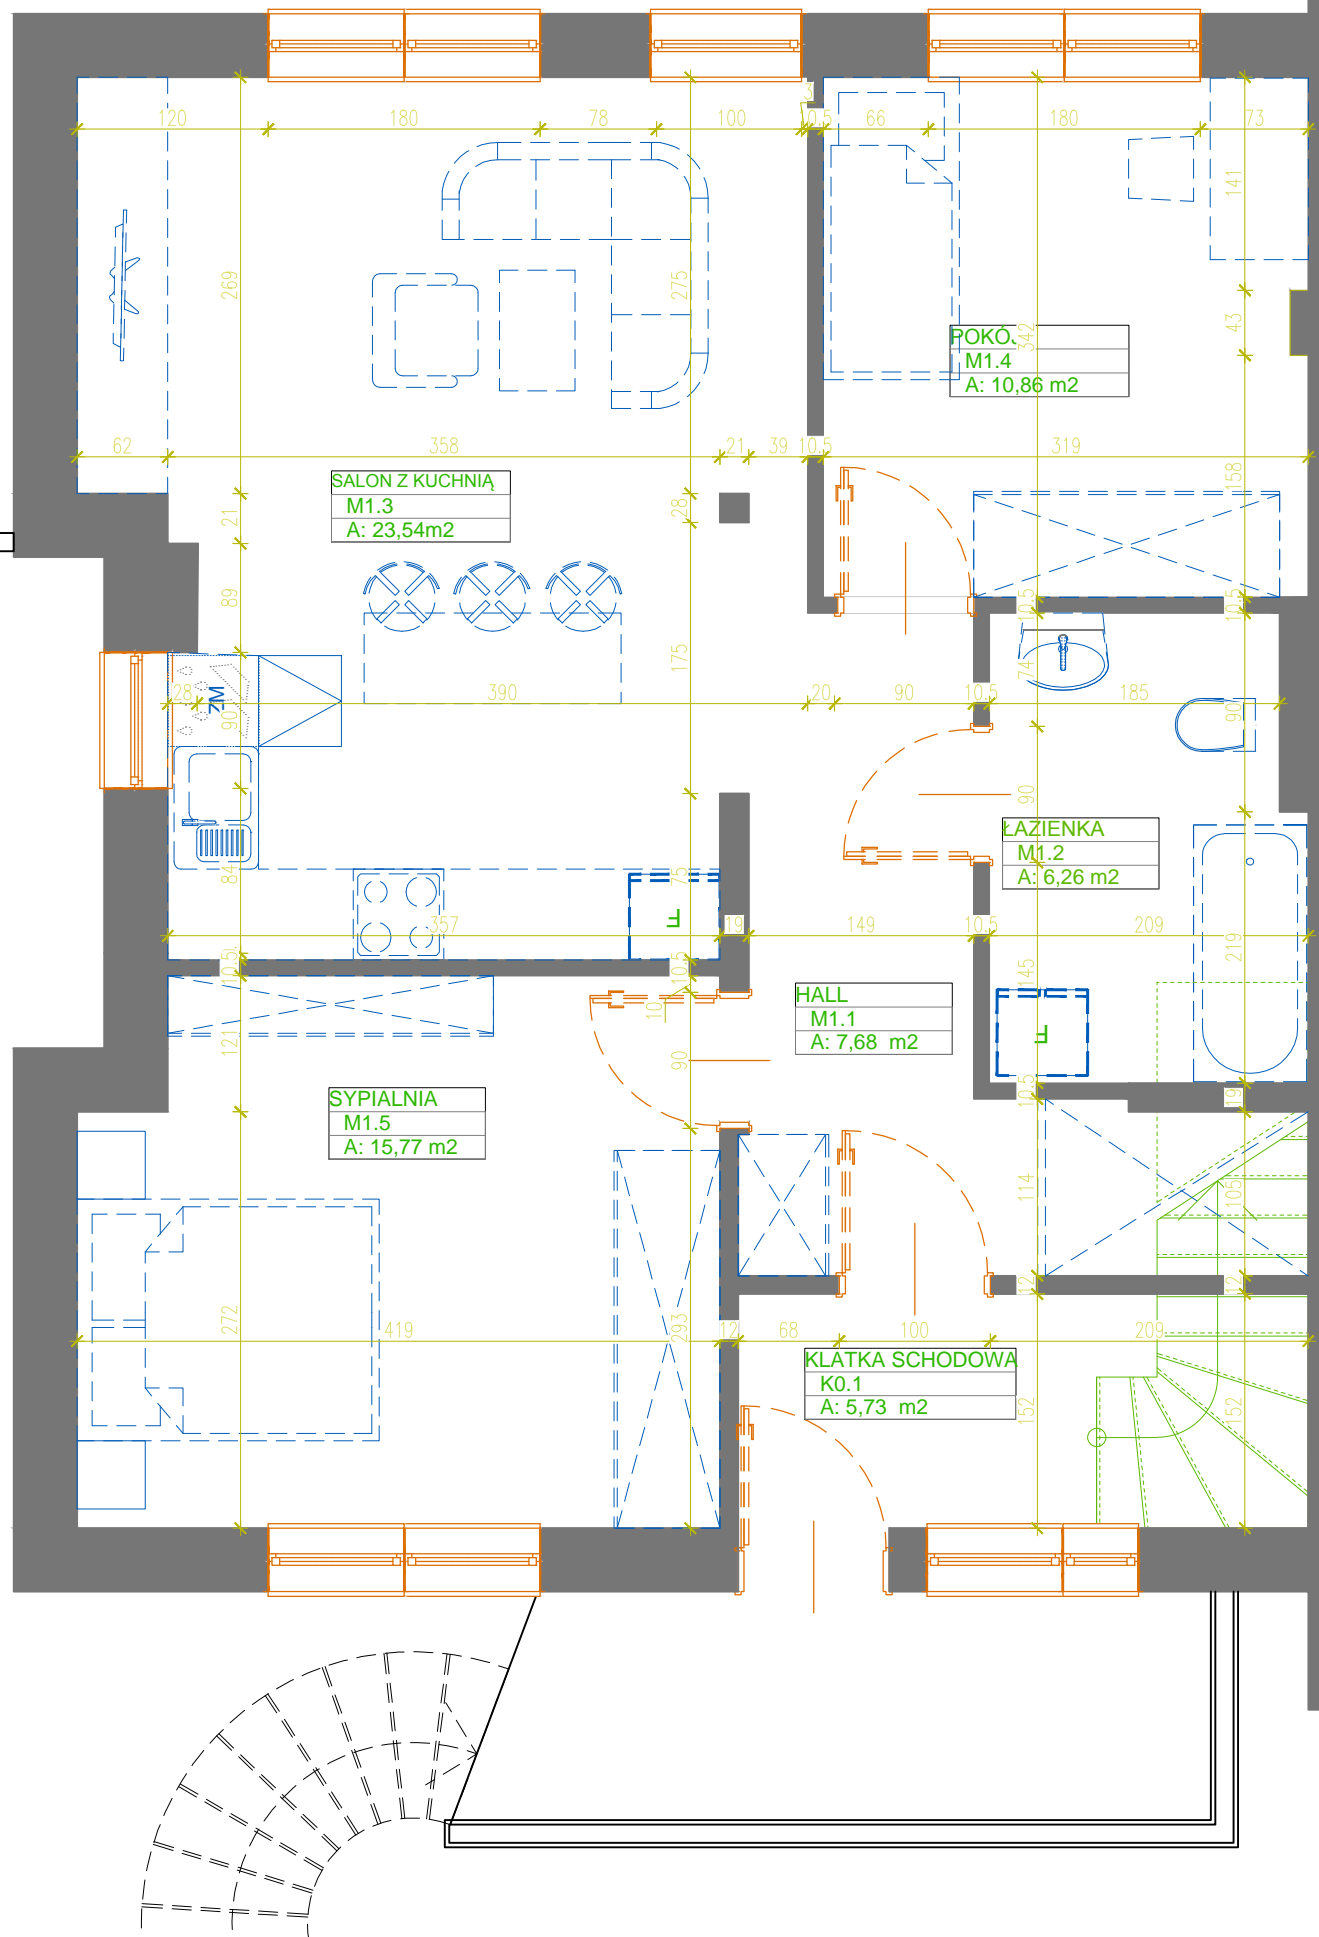 3
120 180 78 100 10.5 66 180 73
141
269
275
43
342
POKÓJ
M1.4
A: 10,86 m2
62 358 21 39 10.5 319
158
SALON Z KUCHNIĄ
M1.3
A: 23,54m2
21
28
89
10.5 10.5
175
74
28 390 20 90 10.5 185
ZM
90
90
90
ŁAZIENKA
M1.2
A: 6,26 m2
84
75
F
357 19 149 10.5 209
219
10.5 10.5
145
10
HALL
M1.1
A: 7,68 m2
F
121
90
10.5
19
SYPIALNIA
M1.5
A: 15,77 m2
114
105
12 12
272
293
419 12 68 100 209
KLATKA SCHODOWA
K0.1
A: 5,73 m2
152
152